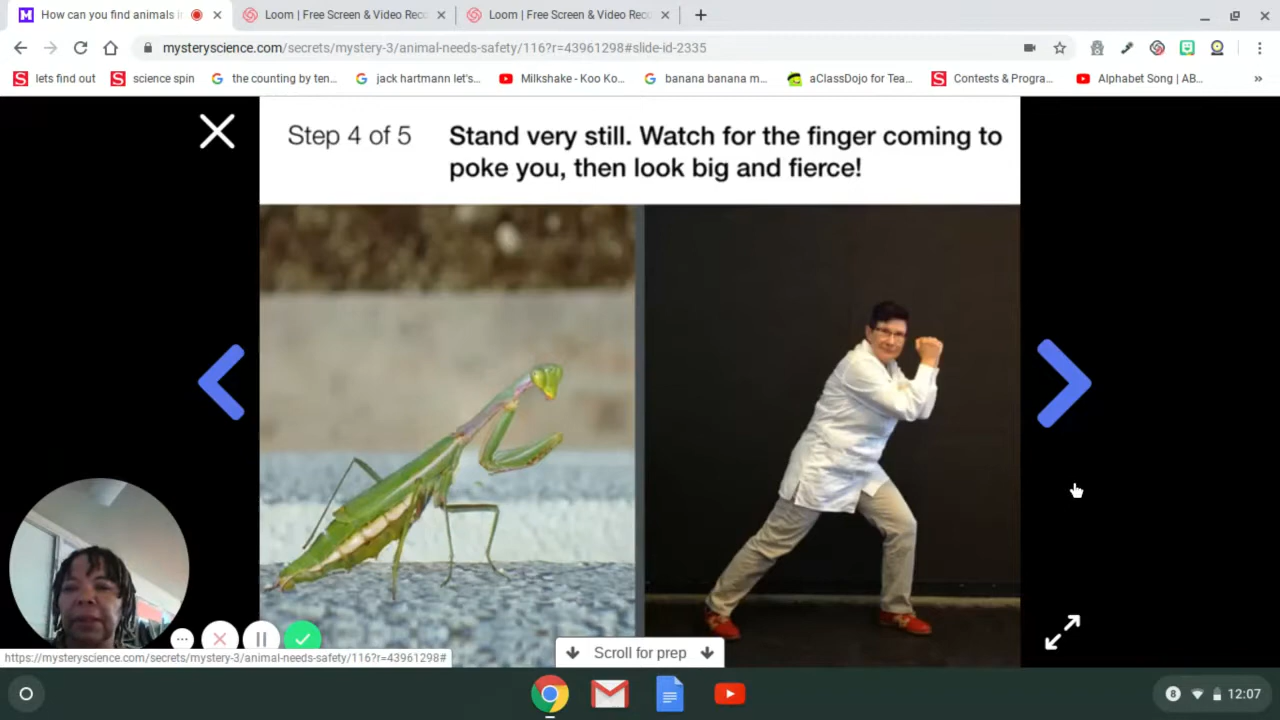 How can you find animals i
Loom | Free Screen & Video Reco
Loom | Free Screen & Video Reco
mysteryscience.com/secrets/mystery-3/animal-needs-safety/116?r=43961298#slide-id-2335
lets find out
science spin
the counting by ten...
jack hartmann let's...
Milkshake - Koo Ko...
banana banana m...
aClassDojo for Tea...
Contests & Progra...
Alphabet Song | AB...
Step 4 of 5
Stand very still. Watch for the finger coming to
poke you, then look big and fierce!
Scroll for prep
https://mysteryscience.com/secrets/mystery-3/animal-needs-safety/116?r=43961298#
8
12:07